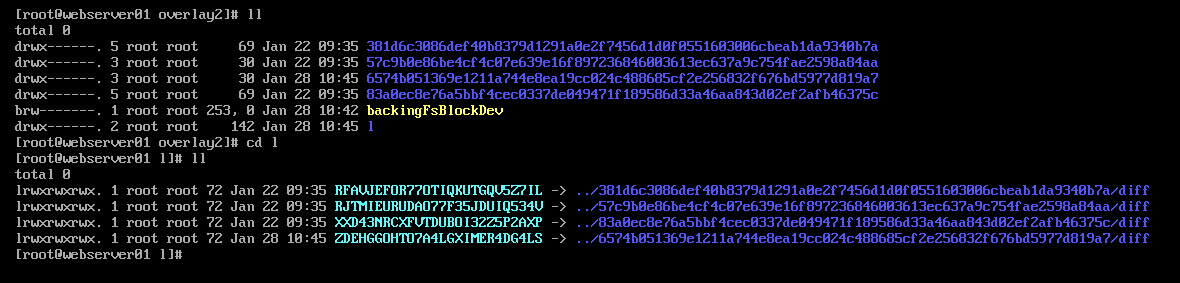 [root@webserver01 overlay2]# ll
total 0
drwx------. 5 root root     69 Jan 22 09:35 381d6c3086def40b8379d1291a0e2f7456d1d0f0551603006cbeab1da9340b7a
drwx------. 3 root root     30 Jan 22 09:35 57c9b0e86be4cf4c07e639e16f897236846003613ec637a9c754fae2598a84aa
drwx------. 3 root root     30 Jan 28 10:45 6574b051369e1211a744e8ea19cc024c488685cf2e256832f676bd5977d819a7
drwx------. 5 root root     69 Jan 22 09:35 83a0ec8e76a5bbf4cec0337de049471f189586d33a46aa843d02ef2afb46375c
brw-------. 1 root root 253, 0 Jan 28 10:42 backingFsBlockDev
drwx------. 2 root root    142 Jan 28 10:45 l
[root@webserver01 overlay2]# cd l
[root@webserver01 l]# ll
total 0
lrwxrwxrwx. 1 root root 72 Jan 22 09:35 RFAVJEFOR77OTIQKUTGQV5Z7IL -> ../381d6c3086def40b8379d1291a0e2f7456d1d0f0551603006cbeab1da9340b7a/diff
lrwxrwxrwx. 1 root root 72 Jan 22 09:35 RJTMIEURUDAO77F35JDUIQ534V -> ../57c9b0e86be4cf4c07e639e16f897236846003613ec637a9c754fae2598a84aa/diff
lrwxrwxrwx. 1 root root 72 Jan 22 09:35 XXD43NRCXFVTDUBOI32Z5P2AXP -> ../83a0ec8e76a5bbf4cec0337de049471f189586d33a46aa843d02ef2afb46375c/diff
lrwxrwxrwx. 1 root root 72 Jan 28 10:45 ZDEHGGOHTO7A4LGXIMER4DG4LS -> ../6574b051369e1211a744e8ea19cc024c488685cf2e256832f676bd5977d819a7/diff
[root@webserver01 l]#